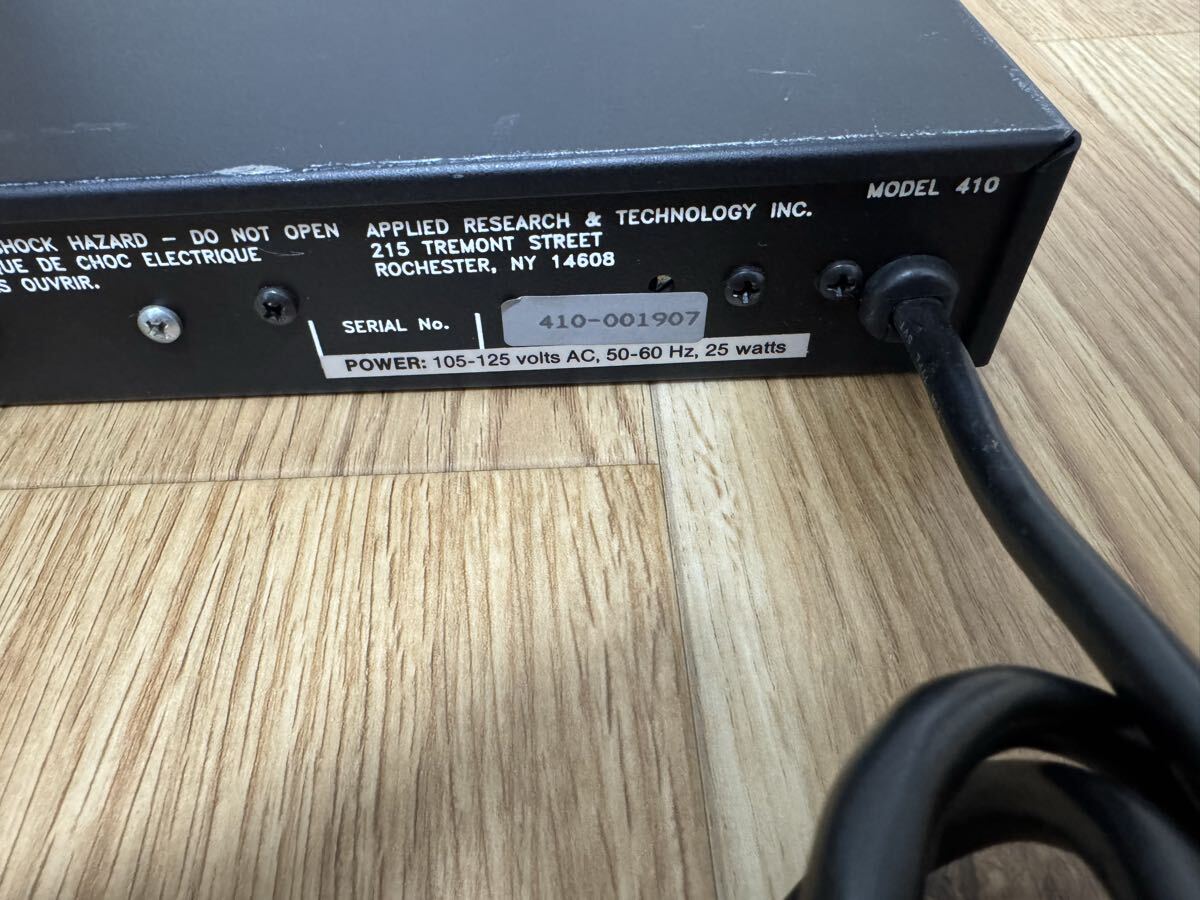 SHOCK HAZARD – DO NOT OPEN
DE CHOC ELECTRIQUE
OUVRIR.
APPLIED RESEARCH & TECHNOLOGY INC.
215 TREMONT STREET
ROCHESTER, NY 14608
MODEL 410
SERIAL No.
410-001907
POWER: 105-125 volts AC, 50-60 Hz, 25 watts